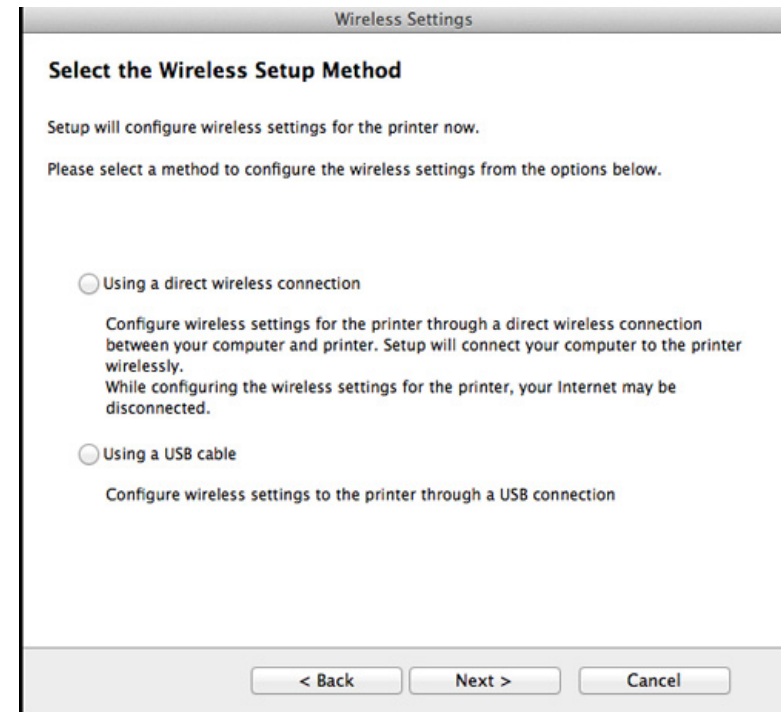 Wireless Settings
Select the Wireless Setup Method
Setup will configure wireless settings for the printer now.
Please select a method to configure the wireless settings from the options below.
Using a direct wireless connection
Configure wireless settings for the printer through a direct wireless connection
between your computer and printer. Setup will connect your computer to the printer
wirelessly.
While configuring the wireless settings for the printer, your Internet may be
disconnected.
Using a USB cable
Configure wireless settings to the printer through a USB connection
< Back Next > Cancel